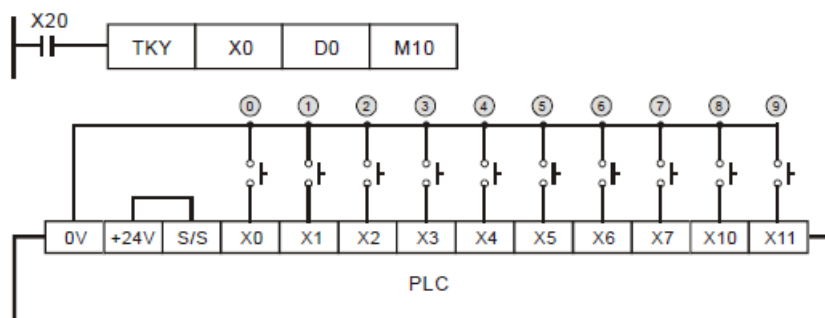 X20
TKY X0 D0 M10
0 1 2 3 4 5 6 7 8 9
0V +24V S/S X0 X1 X2 X3 X4 X5 X6 X7 X10 X11
PLC